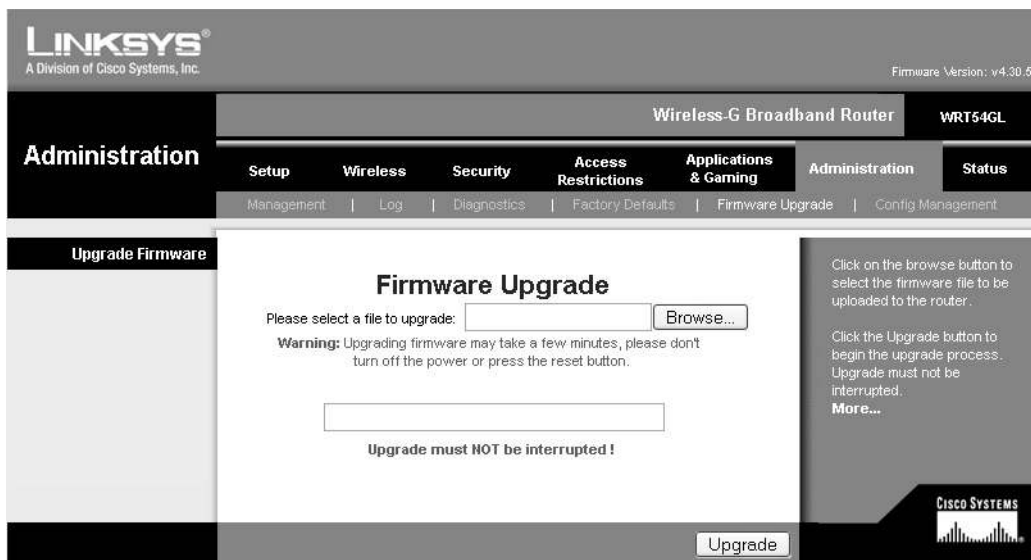 LINKSYS®
A Division of Cisco Systems, Inc.
Firmware Version: v4.30.5
Wireless-G Broadband Router
WRT54GL
Administration
Setup
Wireless
Security
Access
Restrictions
Applications
& Gaming
Administration
Status
Management | Log | Diagnostics | Factory Defaults | Firmware Upgrade | Config Management
Upgrade Firmware
Firmware Upgrade
Please select a file to upgrade:
Browse...
Warning: Upgrading firmware may take a few minutes, please don't
turn off the power or press the reset button.
Upgrade must NOT be interrupted !
Click on the browse button to
select the firmware file to be
uploaded to the router.
Click the Upgrade button to
begin the upgrade process.
Upgrade must not be
interrupted.
More...
Upgrade
CISCO SYSTEMS